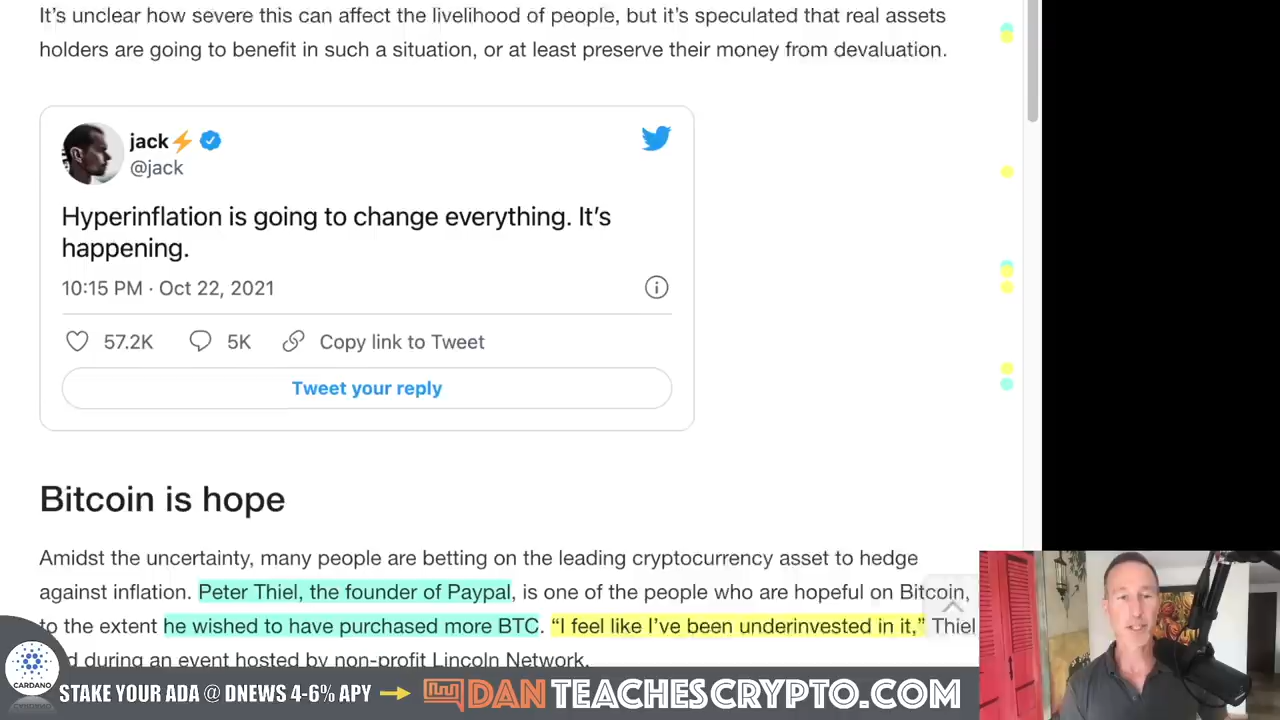 It's unclear how severe this can affect the livelihood of people, but it's speculated that real assets
holders are going to benefit in such a situation, or at least preserve their money from devaluation.
jack⚡
@jack
Hyperinflation is going to change everything. It's
happening.
10:15 PM · Oct 22, 2021
57.2K 5K Copy link to Tweet
Tweet your reply
Bitcoin is hope
Amidst the uncertainty, many people are betting on the leading cryptocurrency asset to hedge
against inflation. Peter Thiel, the founder of Paypal, is one of the people who are hopeful on Bitcoin,
to the extent he wished to have purchased more BTC. “I feel like I've been underinvested in it,” Thiel
during an event hosted by non-profit Lincoln Network.
CARDANO
STAKE YOUR ADA @ DNEWS 4-6% APY → DANTEACHESCRYPTO.COM